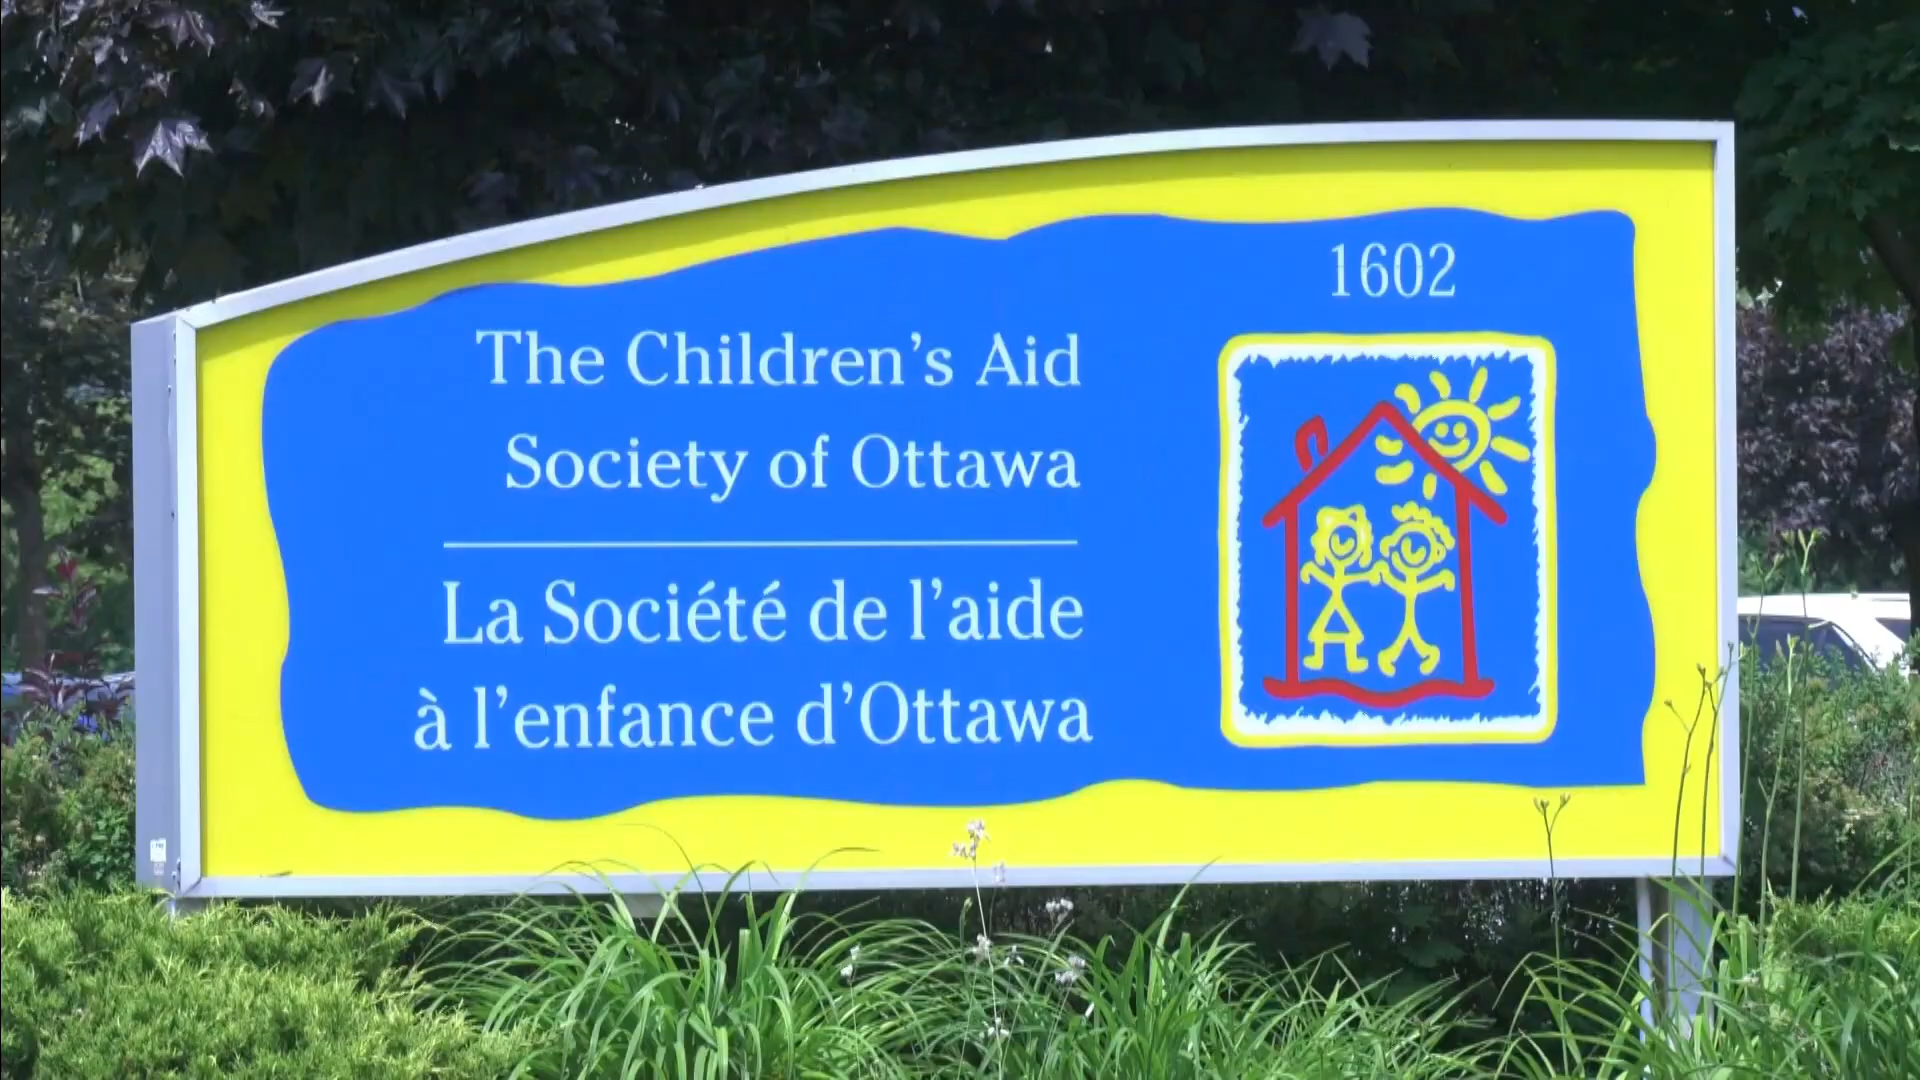 1602
The Children's Aid
Society of Ottawa
La Société de l'aide
à l'enfance d'Ottawa